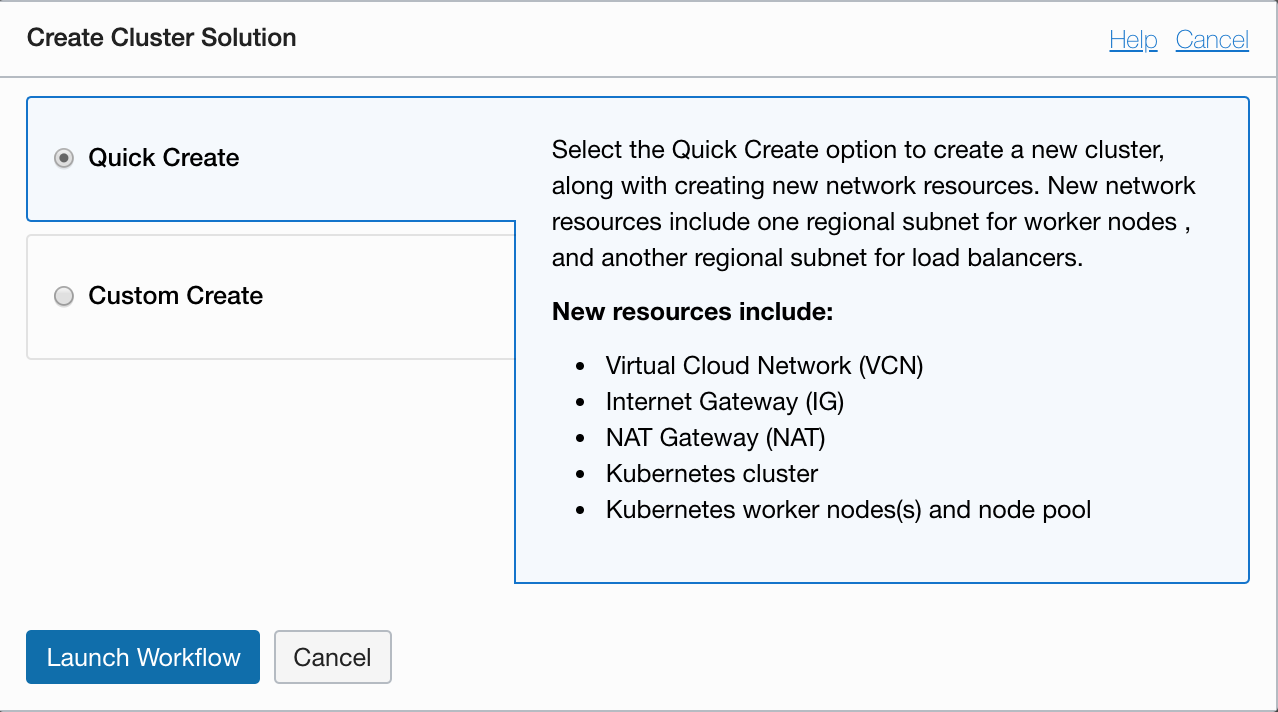 Create Cluster Solution
Help Cancel
Quick Create
Custom Create
Select the Quick Create option to create a new cluster,
along with creating new network resources. New network
resources include one regional subnet for worker nodes ,
and another regional subnet for load balancers.
New resources include:
• Virtual Cloud Network (VCN)
• Internet Gateway (IG)
• NAT Gateway (NAT)
• Kubernetes cluster
• Kubernetes worker nodes(s) and node pool
Launch Workflow Cancel